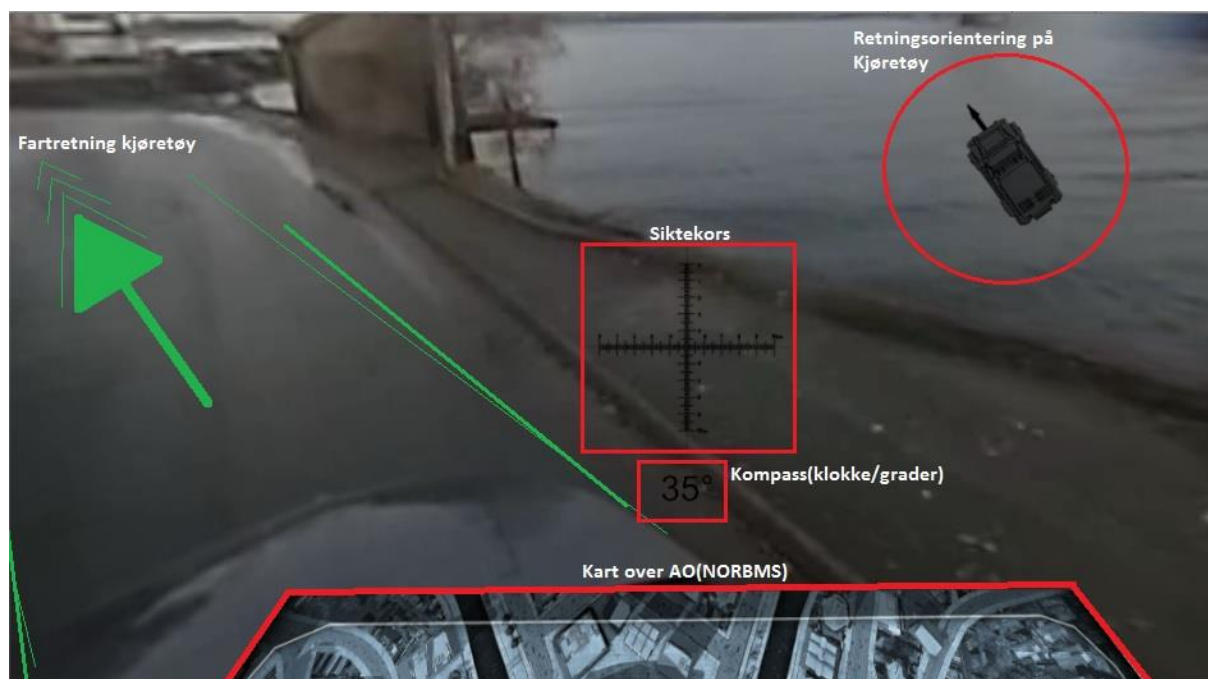 Retningsorientering på
Kjøretøy
Fartretning kjøretøy
Siktekors
35°
Kompass(klokke/grader)
Kart over AO(NORBMS)